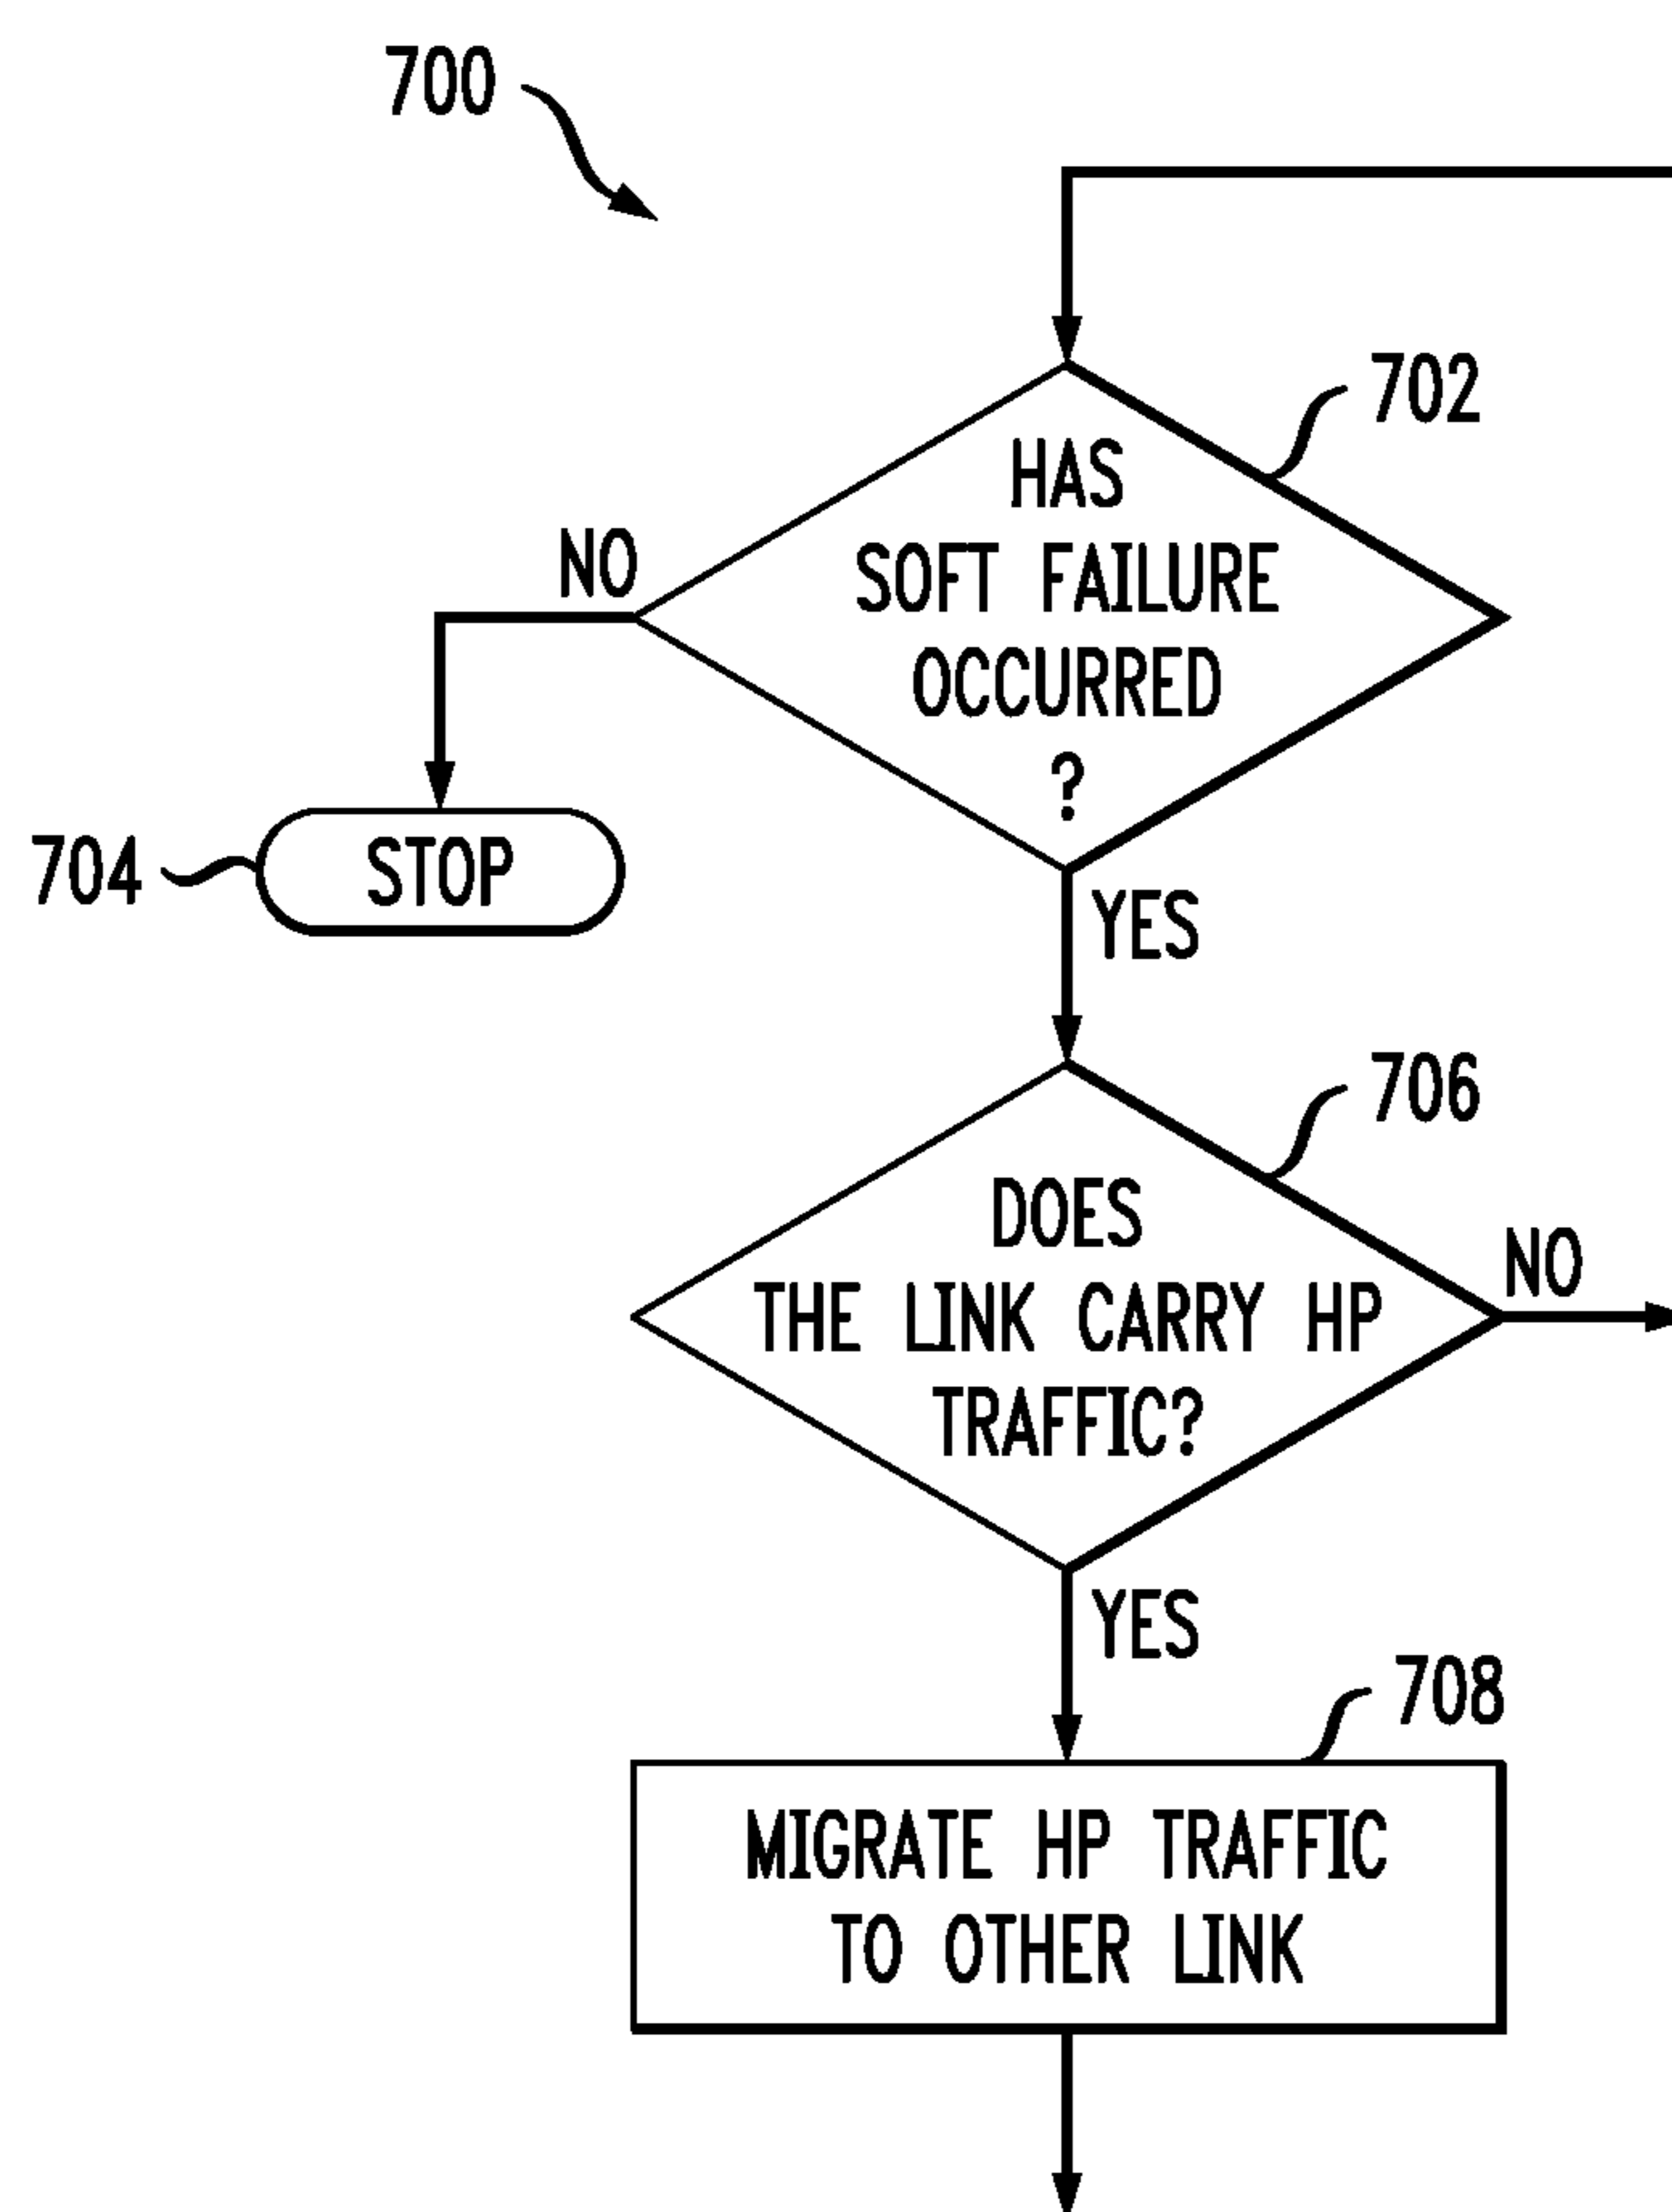 700
702
HAS
SOFT FAILURE
OCCURRED
?
NO
704
STOP
YES
706
DOES
THE LINK CARRY HP
TRAFFIC?
NO
YES
708
MIGRATE HP TRAFFIC
TO OTHER LINK